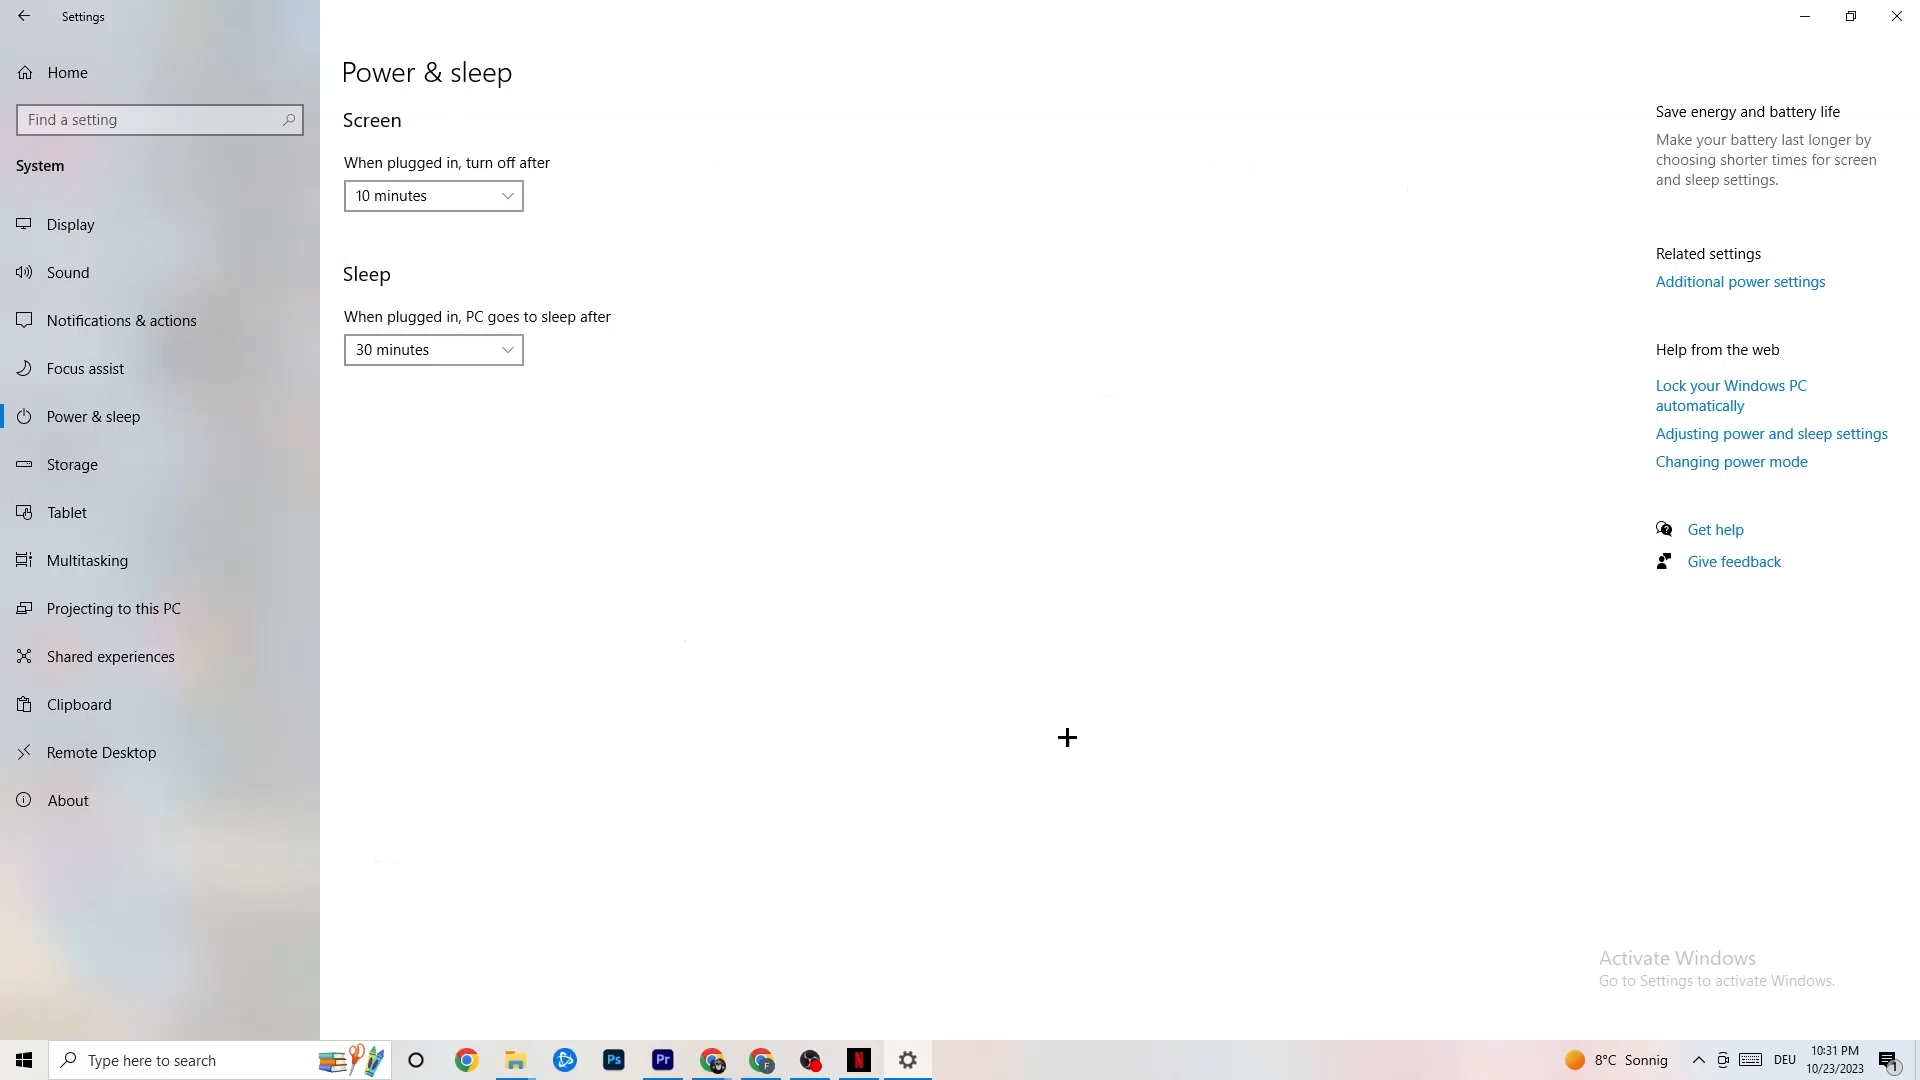 Settings
Home
Find a setting
System
Display
Sound
Notifications & actions
Focus assist
Power & sleep
Storage
Tablet
Multitasking
Projecting to this PC
Shared experiences
Clipboard
Remote Desktop
About
Power & sleep
Screen
When plugged in, turn off after
10 minutes
Sleep
When plugged in, PC goes to sleep after
30 minutes
Save energy and battery life
Make your battery last longer by
choosing shorter times for screen
and sleep settings.
Related settings
Additional power settings
Help from the web
Lock your Windows PC
automatically
Adjusting power and sleep settings
Changing power mode
Get help
Give feedback
Activate Windows
Go to Settings to activate Windows.
Type here to search
Ps
Pr
F
N
8°C Sonnig
DEU
10:31 PM
10/23/2023
1